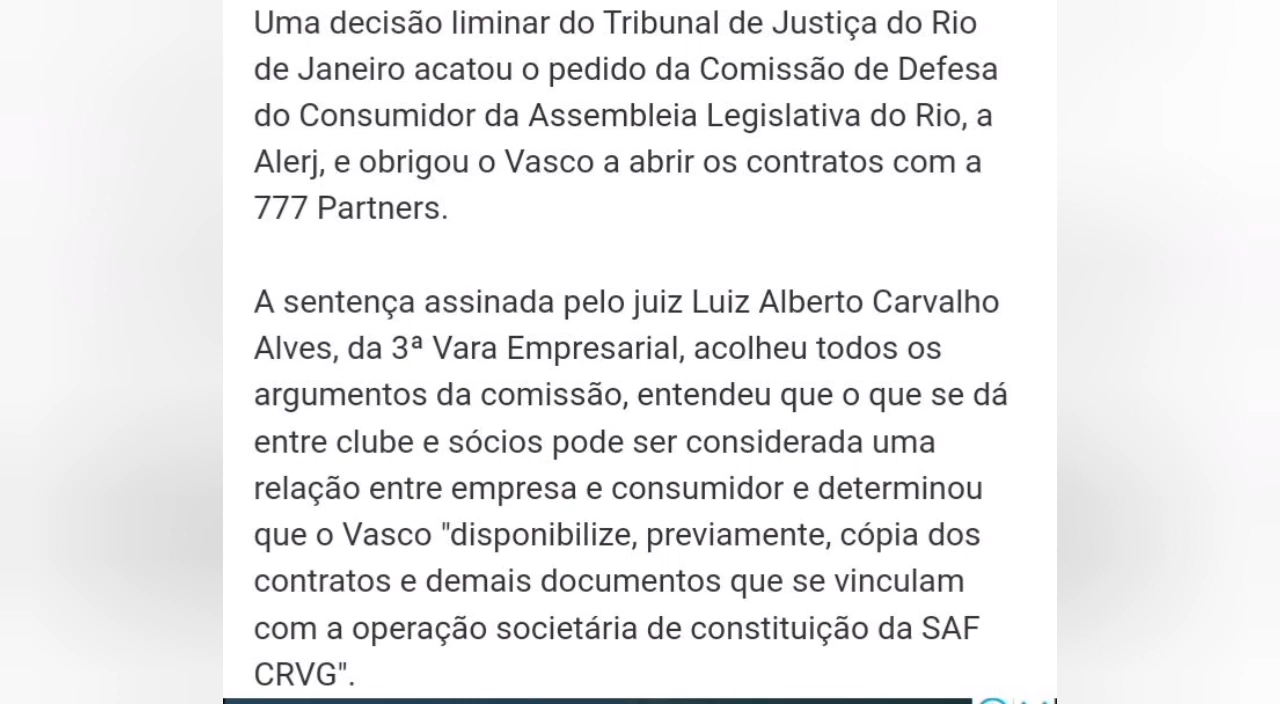 Uma decisão liminar do Tribunal de Justiça do Rio
de Janeiro acatou o pedido da Comissão de Defesa
do Consumidor da Assembleia Legislativa do Rio, a
Alerj, e obrigou o Vasco a abrir os contratos com a
777 Partners.
A sentença assinada pelo juiz Luiz Alberto Carvalho
Alves, da 3ª Vara Empresarial, acolheu todos os
argumentos da comissão, entendeu que o que se dá
entre clube e sócios pode ser considerada uma
relação entre empresa e consumidor e determinou
que o Vasco "disponibilize, previamente, cópia dos
contratos e demais documentos que se vinculam
com a operação societária de constituição da SAF
CRVG".